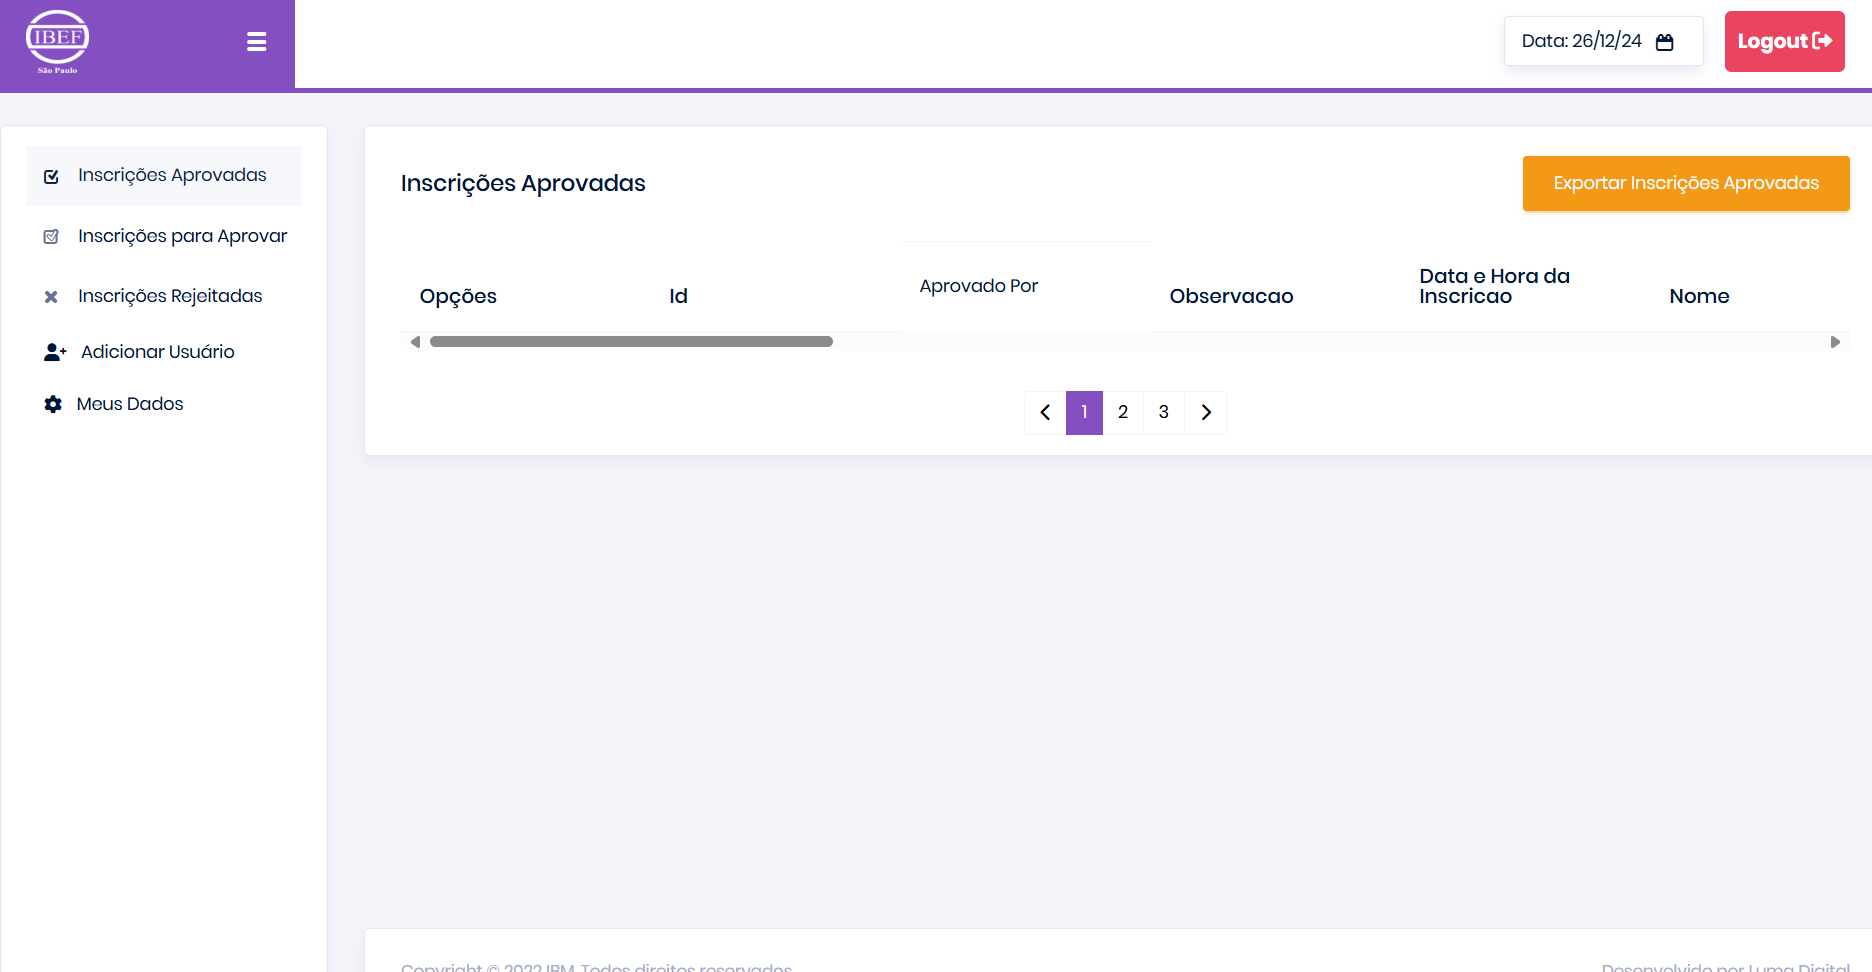 IBEF
São Paulo
Data: 26/12/24
Logout
Inscrições Aprovadas
Inscrições para Aprovar
Inscrições Rejeitadas
Adicionar Usuário
Meus Dados
Inscrições Aprovadas
Exportar Inscrições Aprovadas
Opções
Id
Aprovado Por
Observacao
Data e Hora da
Inscricao
Nome
1 2 3
Copyright © 2022 IBM. Todos direitos reservados
Desenvolvido por Luma Digital